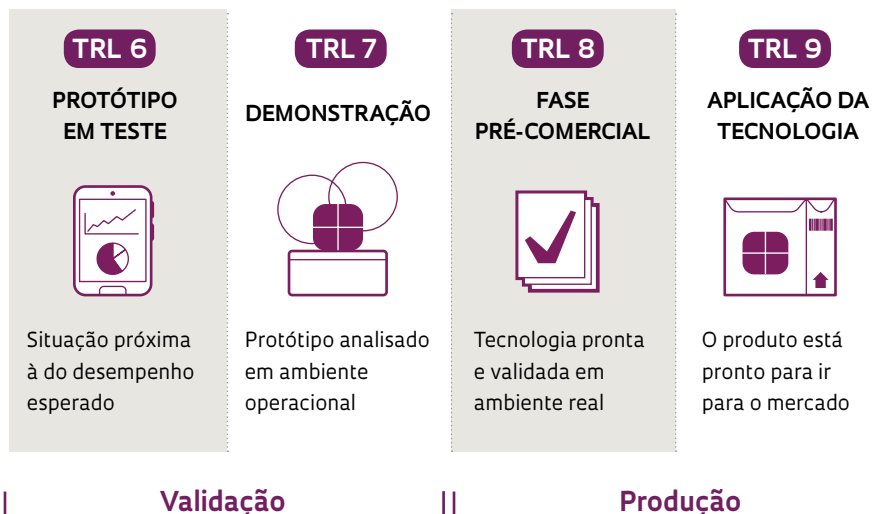 TRL 6
PROTÓTIPO
EM TESTE
Situação próxima
à do desempenho
esperado
TRL 7
DEMONSTRAÇÃO
Protótipo analisado
em ambiente
operacional
TRL 8
FASE
PRÉ-COMERCIAL
Tecnologia pronta
e validada em
ambiente real
TRL 9
APLICAÇÃO DA
TECNOLOGIA
O produto está
pronto para ir
para o mercado
Validação
Produção